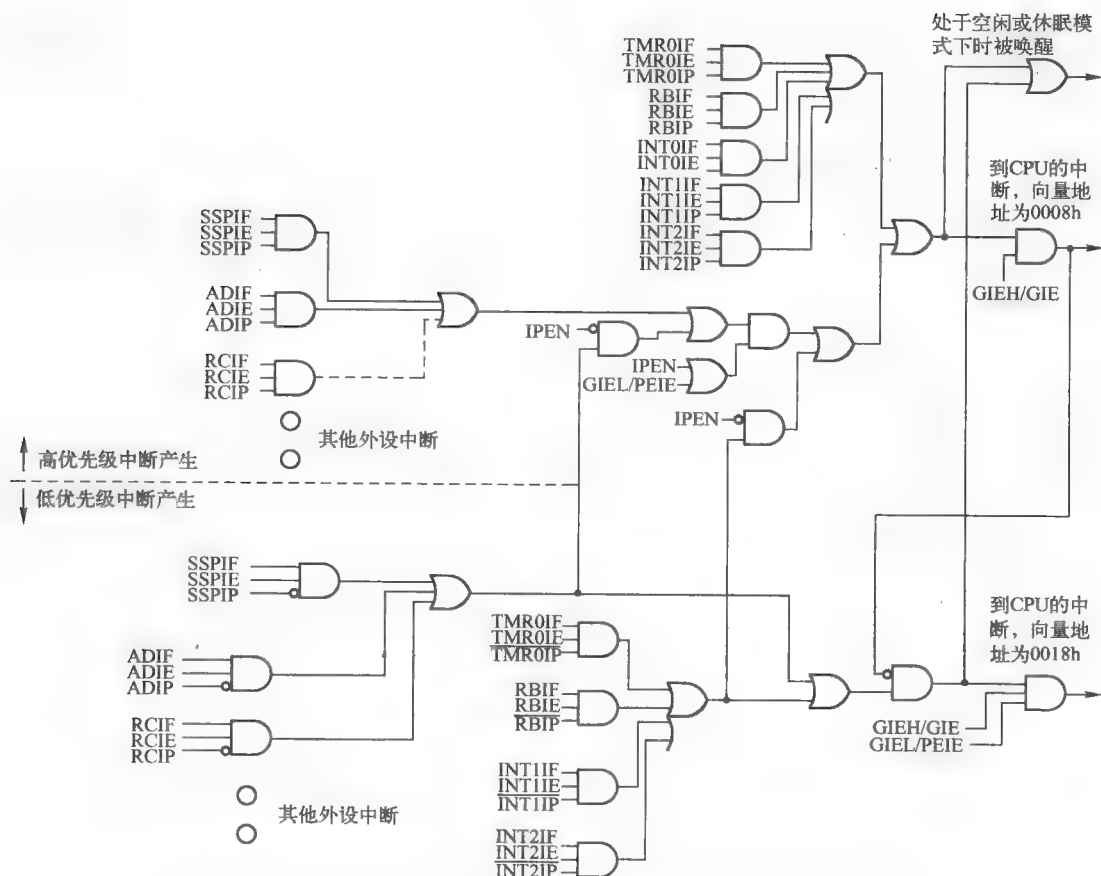 处于空闲或休眠模
式下时被唤醒
TMR0IF
TMR0IE
TMR0IP
RBIF
RBIE
RBIP
INT0IF
INT0IE
INT1IF
INT1IE
INT1IP
INT2IF
INT2IE
INT2IP
到CPU的中
断，向量地
址为0008h
GIEH/GIE
SSPIF
SSPIE
SSPIP
ADIF
ADIE
ADIP
RCIF
RCIE
RCIP
IPEN
IPEN
GIEL/PEIE
IPEN
其他外设中断
高优先级中断产生
低优先级中断产生
SSPIF
SSPIE
SSPIP
ADIF
ADIE
ADIP
RCIF
RCIE
RCIP
其他外设中断
TMR0IF
TMR0IE
TMR0IP
RBIF
RBIE
RBIP
INT1IF
INT1IE
INT1IP
INT2IF
INT2IE
INT2IP
到CPU的中
断，向量地
址为0018h
GIEH/GIE
GIEL/PEIE